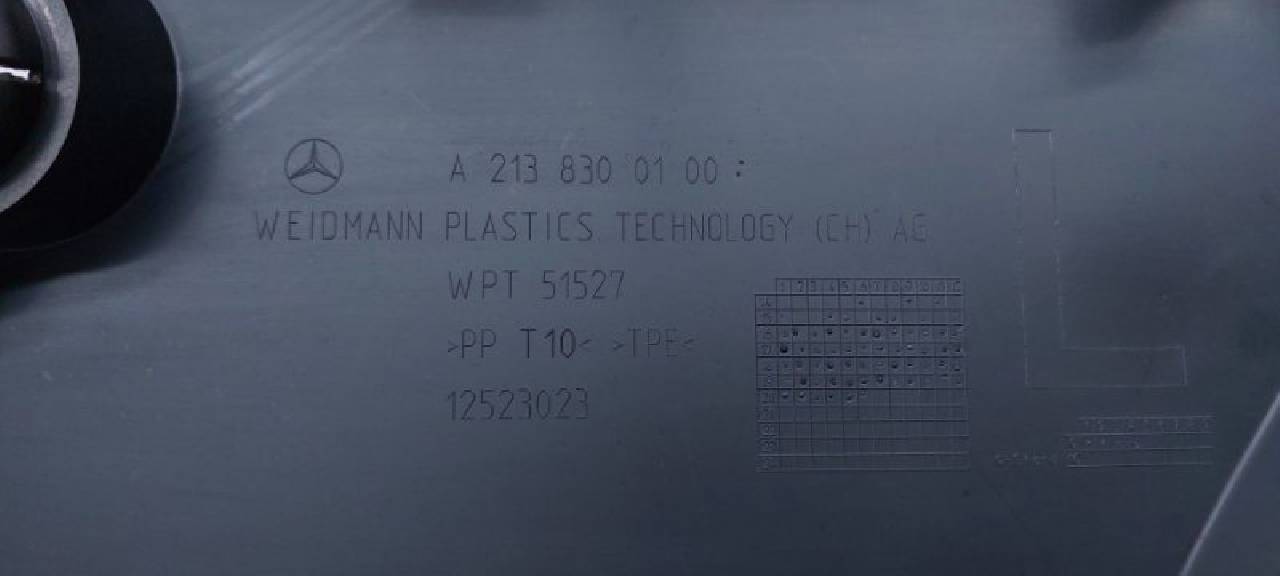 A 213 830 01 00 :
WEIDMANN PLASTICS TECHNOLOGY (CH) AG
WPT 51527
>PP T10< >TPE<
12523023
L